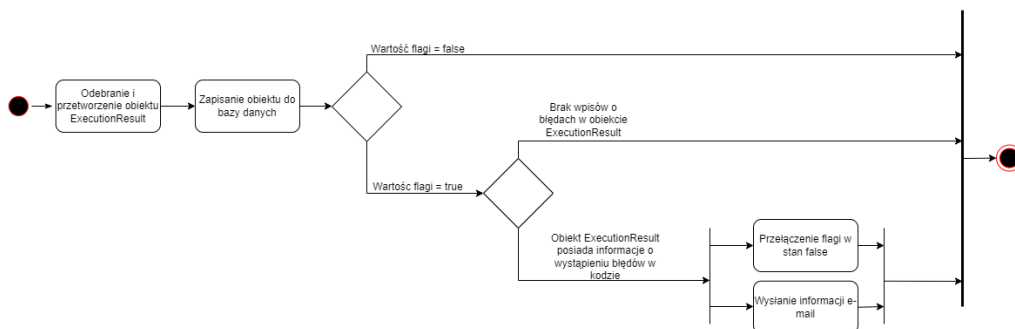 Wartość flagi = false
Odebranie i
przetworzenie obiektu
ExecutionResult
Zapisanie obiektu do
bazy danych
Brak wpisów o
błędach w obiekcie
ExecutionResult
Wartośc flagi = true
Obiekt ExecutionResult
posiada informacje o
wystąpieniu błędów w
kodzie
Przełączenie flagi w
stan false
Wysłanie informacji e-
mail